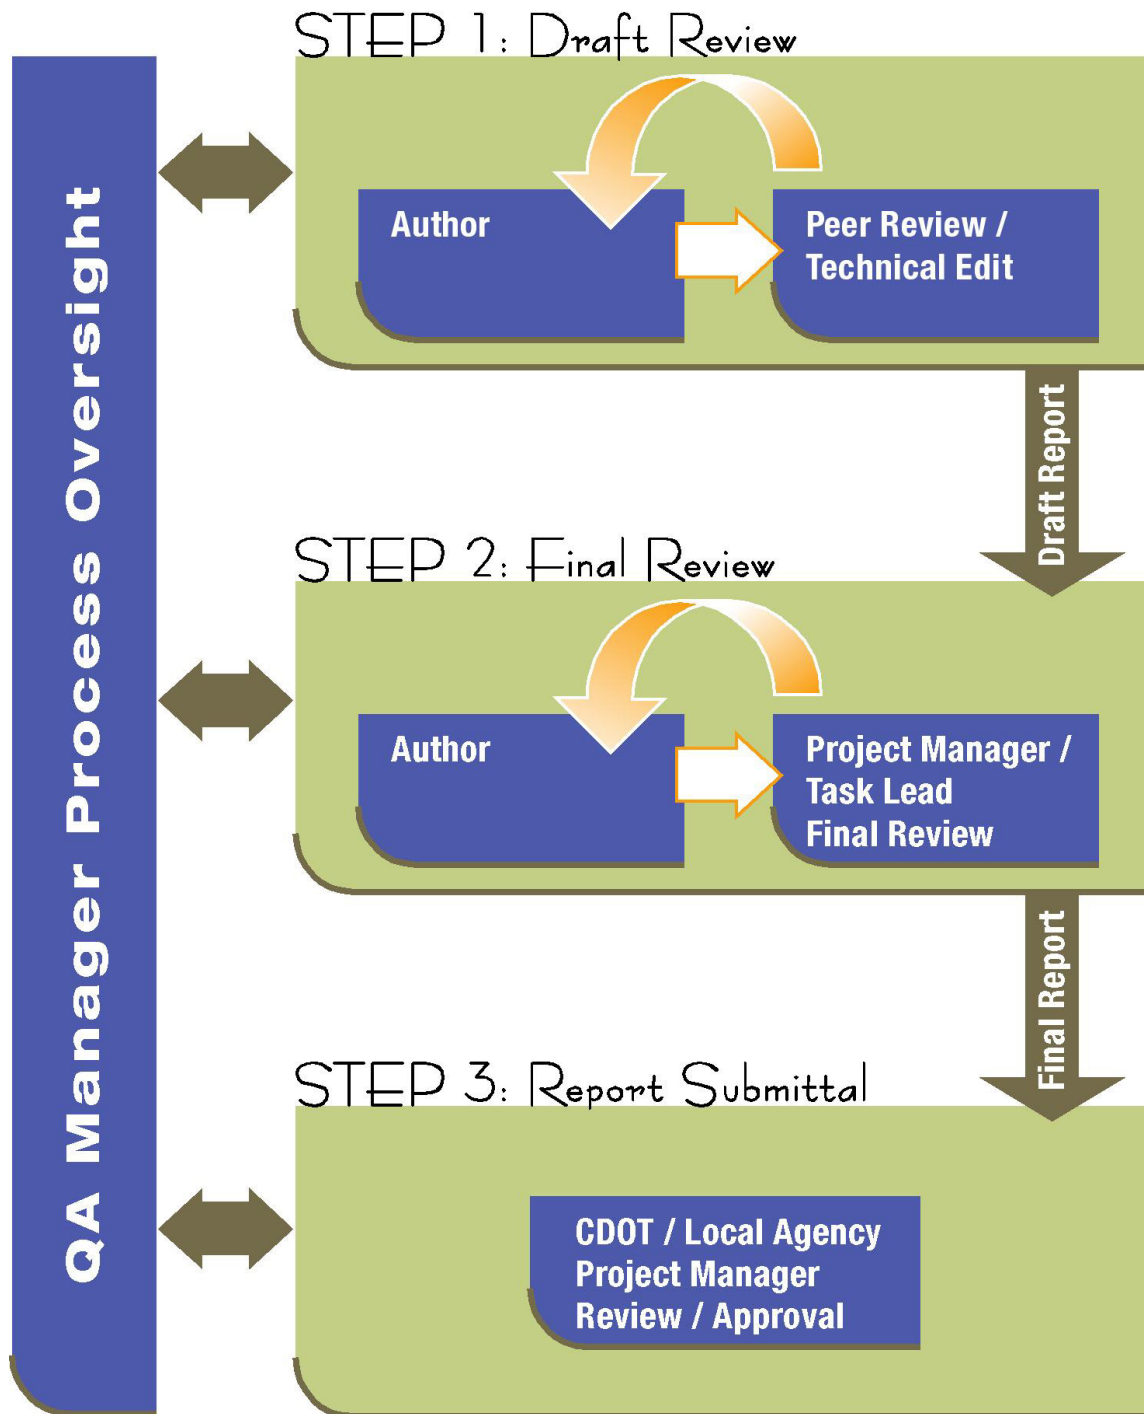 QA Manager Process Oversight
STEP 1: Draft Review
Author
Peer Review /
Technical Edit
Draft Report
STEP 2: Final Review
Author
Project Manager /
Task Lead
Final Review
Final Report
STEP 3: Report Submittal
CDOT / Local Agency
Project Manager
Review / Approval